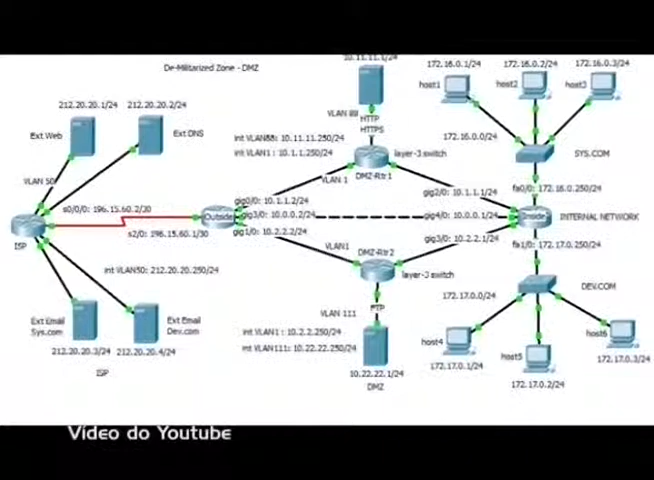 De-Militarized Zone - DMZ
10.11.11.1/24
172.16.0.1/24
172.16.0.2/24
172.16.0.3/24
host1
host2
host3
212.20.20.1/24
212.20.20.2/24
Ext Web
Ext DNS
VLAN 88
HTTP
HTTPS
int VLAN88: 10.11.11.250/24
int VLAN1 : 10.1.1.250/24
layer-3 switch
172.16.0.0/24
SYS.COM
VLAN 50
VLAN 1
DMZ-Rtr1
s0/0/0: 196.15.60.2/30
gig0/0: 10.1.1.2/24
gig2/0: 10.1.1.1/24
fa0/0: 172.16.0.250/24
Outside
gig3/0: 10.0.0.2/24
gig4/0: 10.0.0.1/24
Inside
INTERNAL NETWORK
ISP
s2/0: 196.15.60.1/30
gig1/0: 10.2.2.2/24
gig3/0: 10.2.2.1/24
fa1/0: 172.17.0.250/24
VLAN1
DMZ-Rtr2
int VLAN50: 212.20.20.250/24
layer-3 switch
DEV.COM
172.17.0.0/24
FTP
Ext Email
Sys.com
Ext Email
Dev.com
VLAN 111
int VLAN1 : 10.2.2.250/24
int VLAN111: 10.22.22.250/24
host4
host5
host6
212.20.20.3/24
212.20.20.4/24
172.17.0.1/24
172.17.0.2/24
172.17.0.3/24
ISP
10.22.22.1/24
DMZ
Vídeo do Youtube